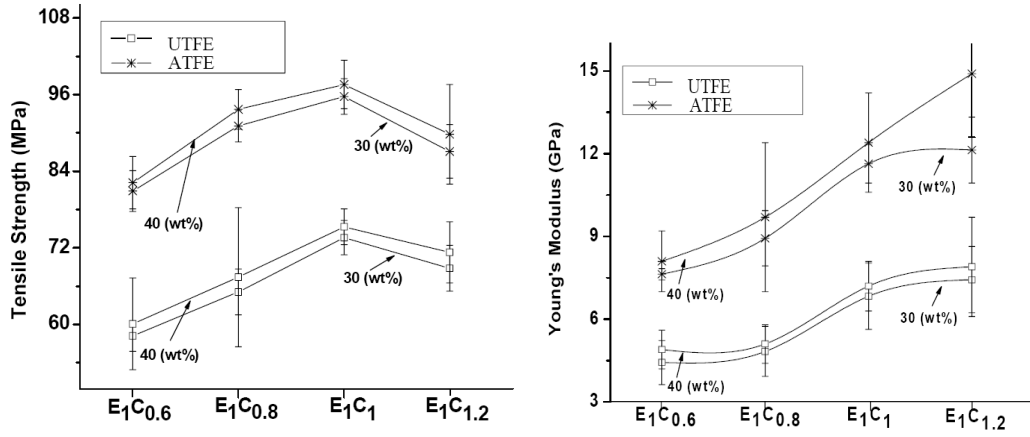 Tensile Strength (MPa)
108
96
84
72
60
UTFE
ATFE
30 (wt%)
40 (wt%)
30 (wt%)
40 (wt%)
E1C0.6 E1C0.8 E1C1 E1C1.2
Young's Modulus (GPa)
15
12
9
6
3
UTFE
ATFE
30 (wt%)
40 (wt%)
30 (wt%)
40 (wt%)
E1C0.6 E1C0.8 E1C1 E1C1.2